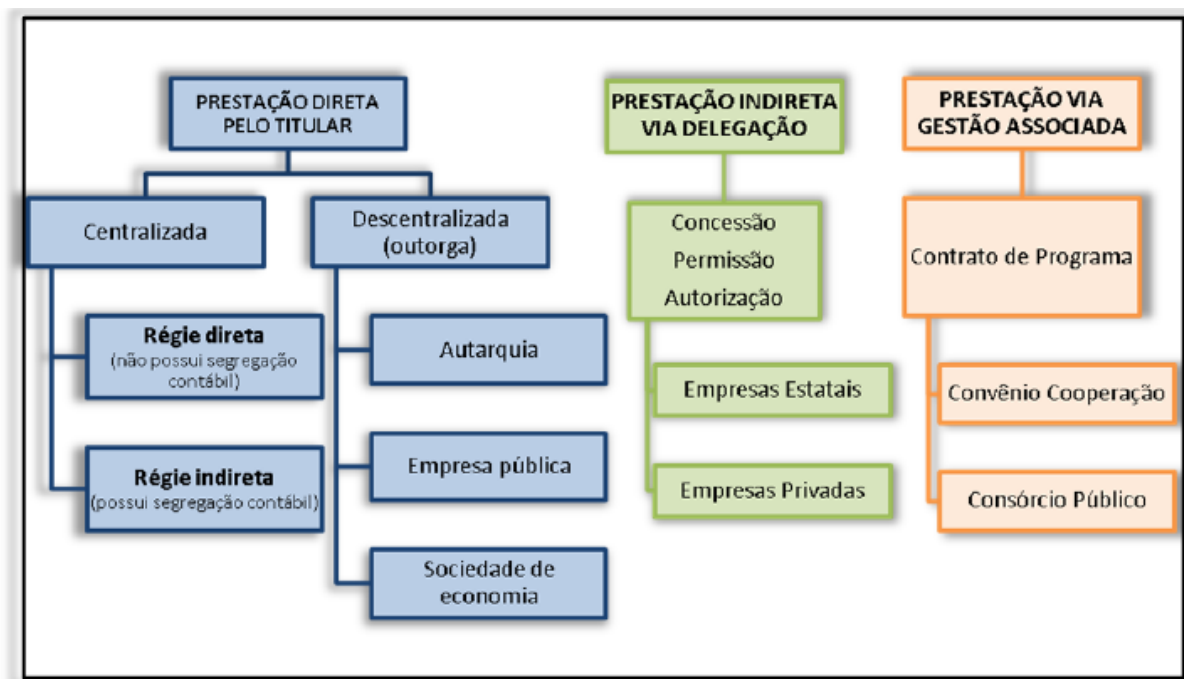 PRESTAÇÃO DIRETA
PELO TITULAR
Centralizada
Régie direta
(não possui segregação
contábil)
Régie indireta
(possui segregação contábil)
Descentralizada
(outorga)
Autarquia
Empresa pública
Sociedade de
economia
PRESTAÇÃO INDIRETA
VIA DELEGAÇÃO
Concessão
Permissão
Autorização
Empresas Estatais
Empresas Privadas
PRESTAÇÃO VIA
GESTÃO ASSOCIADA
Contrato de Programa
Convênio Cooperação
Consórcio Público